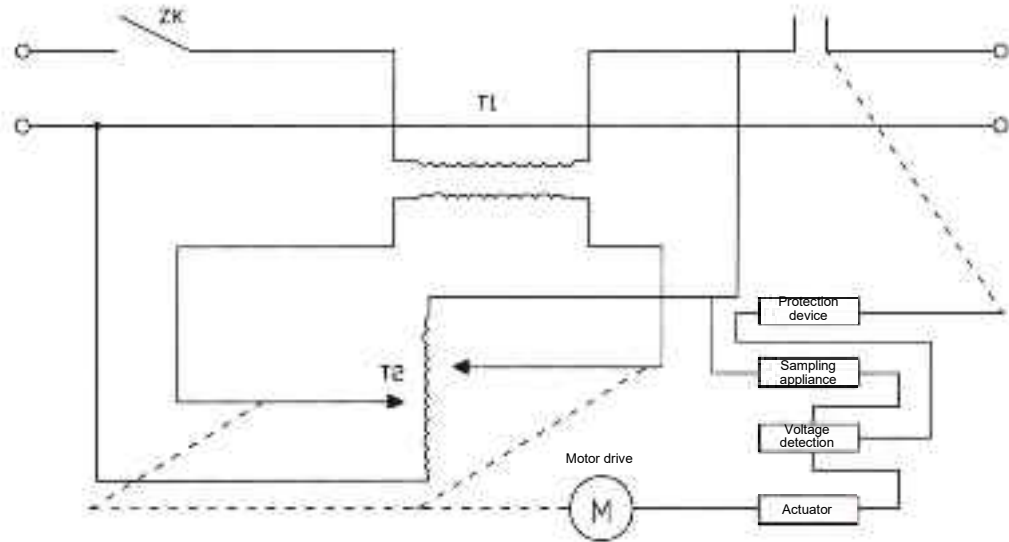 ZK
T1
Protection
device
T2
Sampling
appliance
Voltage
detection
Motor drive
M
Actuator